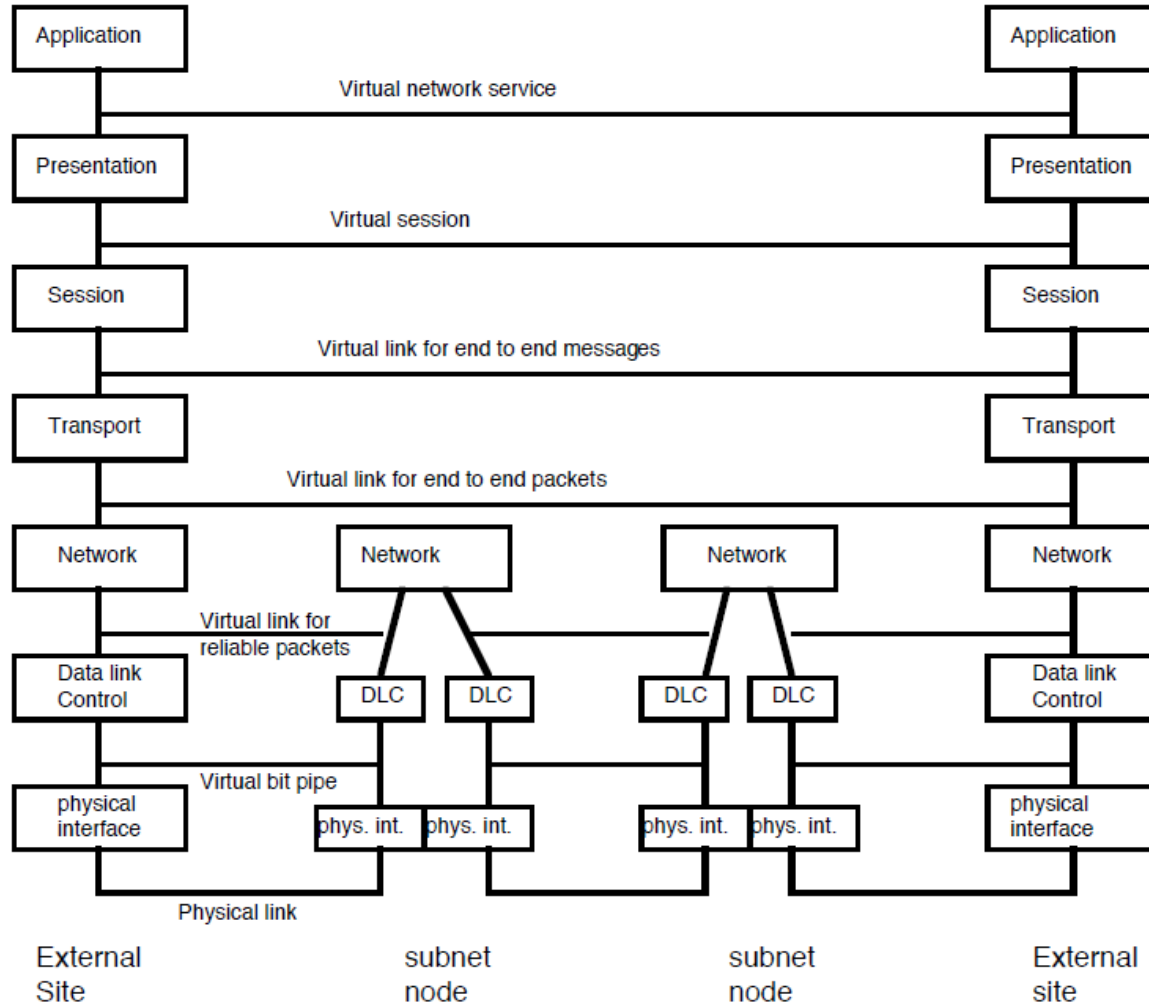 Application
Application
Virtual network service
Presentation
Presentation
Virtual session
Session
Session
Virtual link for end to end messages
Transport
Transport
Virtual link for end to end packets
Network
Network
Network
Network
Virtual link for
reliable packets
Data link
Control
DLC
DLC
DLC
DLC
Data link
Control
Virtual bit pipe
physical
interface
phys. int.
phys. int.
phys. int.
phys. int.
physical
interface
Physical link
External
Site
subnet
node
subnet
node
External
site